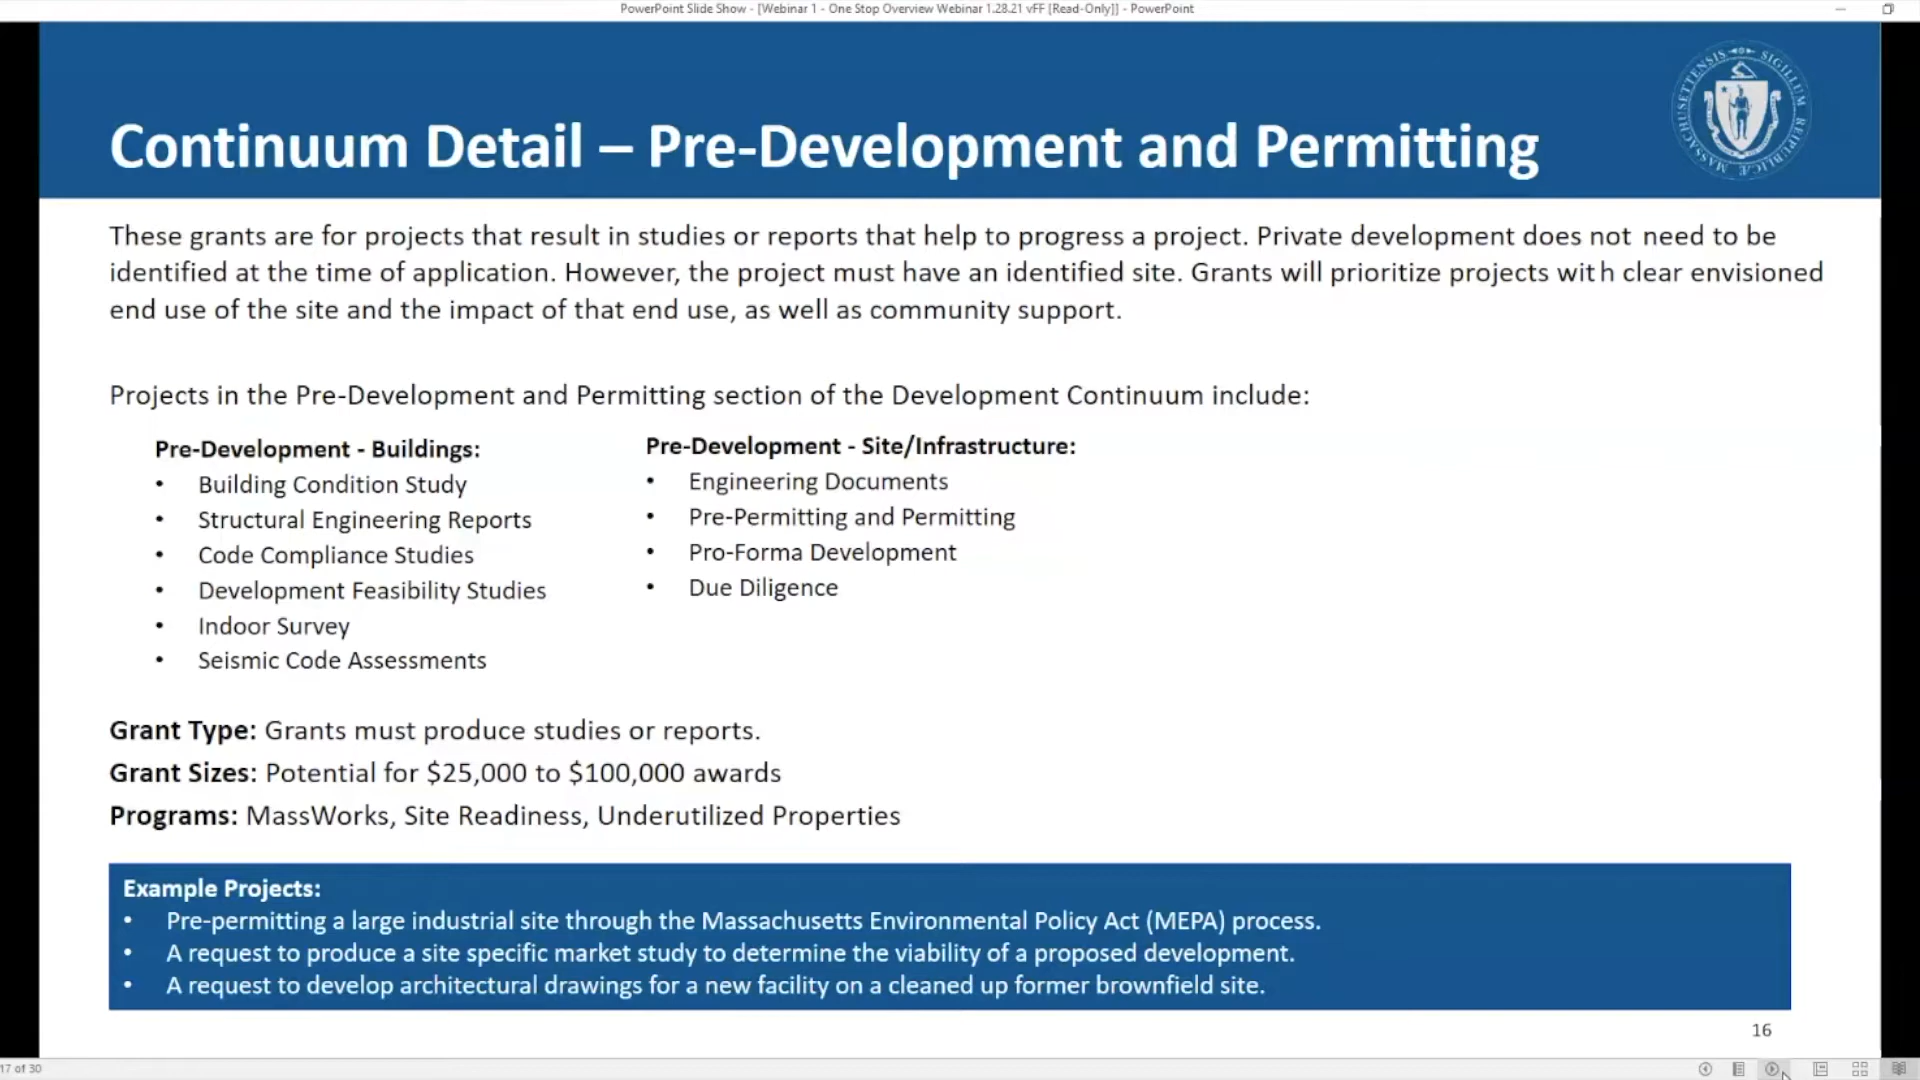 PowerPoint Slide Show - [Webinar 1 - One Stop Overview Webinar 1.28.21 vFF [Read-Only]] - PowerPoint
MASSACHUSETTENSIS SIGILLUM REIPUBLICÆ
Continuum Detail – Pre-Development and Permitting
These grants are for projects that result in studies or reports that help to progress a project. Private development does not need to be
identified at the time of application. However, the project must have an identified site. Grants will prioritize projects with clear envisioned
end use of the site and the impact of that end use, as well as community support.
Projects in the Pre-Development and Permitting section of the Development Continuum include:
Pre-Development - Buildings:
• Building Condition Study
• Structural Engineering Reports
• Code Compliance Studies
• Development Feasibility Studies
• Indoor Survey
• Seismic Code Assessments
Pre-Development - Site/Infrastructure:
• Engineering Documents
• Pre-Permitting and Permitting
• Pro-Forma Development
• Due Diligence
Grant Type: Grants must produce studies or reports.
Grant Sizes: Potential for $25,000 to $100,000 awards
Programs: MassWorks, Site Readiness, Underutilized Properties
Example Projects:
• Pre-permitting a large industrial site through the Massachusetts Environmental Policy Act (MEPA) process.
• A request to produce a site specific market study to determine the viability of a proposed development.
• A request to develop architectural drawings for a new facility on a cleaned up former brownfield site.
16
17 of 30